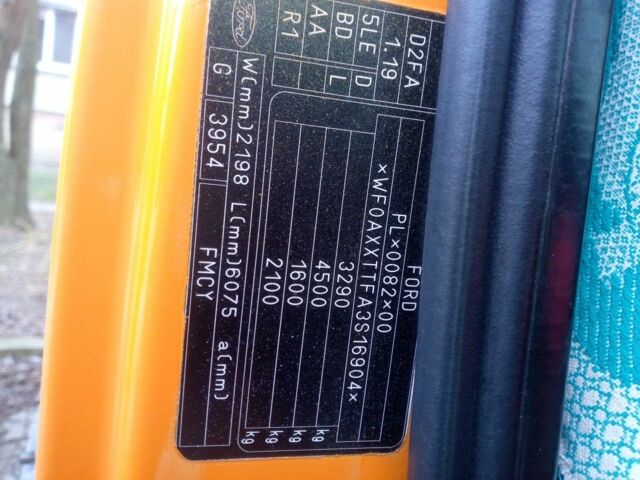 D2FA
1.19
5LE D
BD L
AA
R1
Ford
FORD
PL×0082×00
×WF0AXXTTFA3S16904×
3290 kg
4500 kg
1600 kg
2100 kg
W(mm)2198 L(mm)6075 a(mm)
G 3954 FMCY